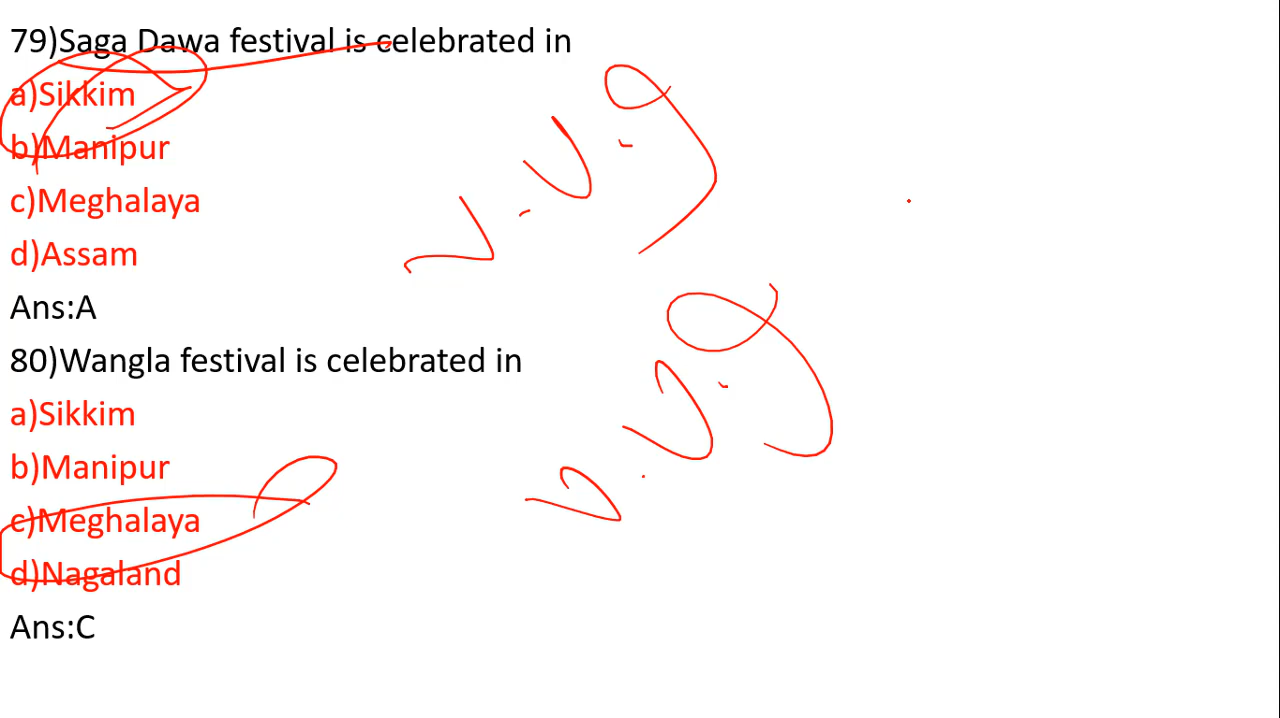 79)Saga Dawa festival is celebrated in
a)Sikkim
b)Manipur
c)Meghalaya
d)Assam
Ans:A
80)Wangla festival is celebrated in
a)Sikkim
b)Manipur
c)Meghalaya
d)Nagaland
Ans:C